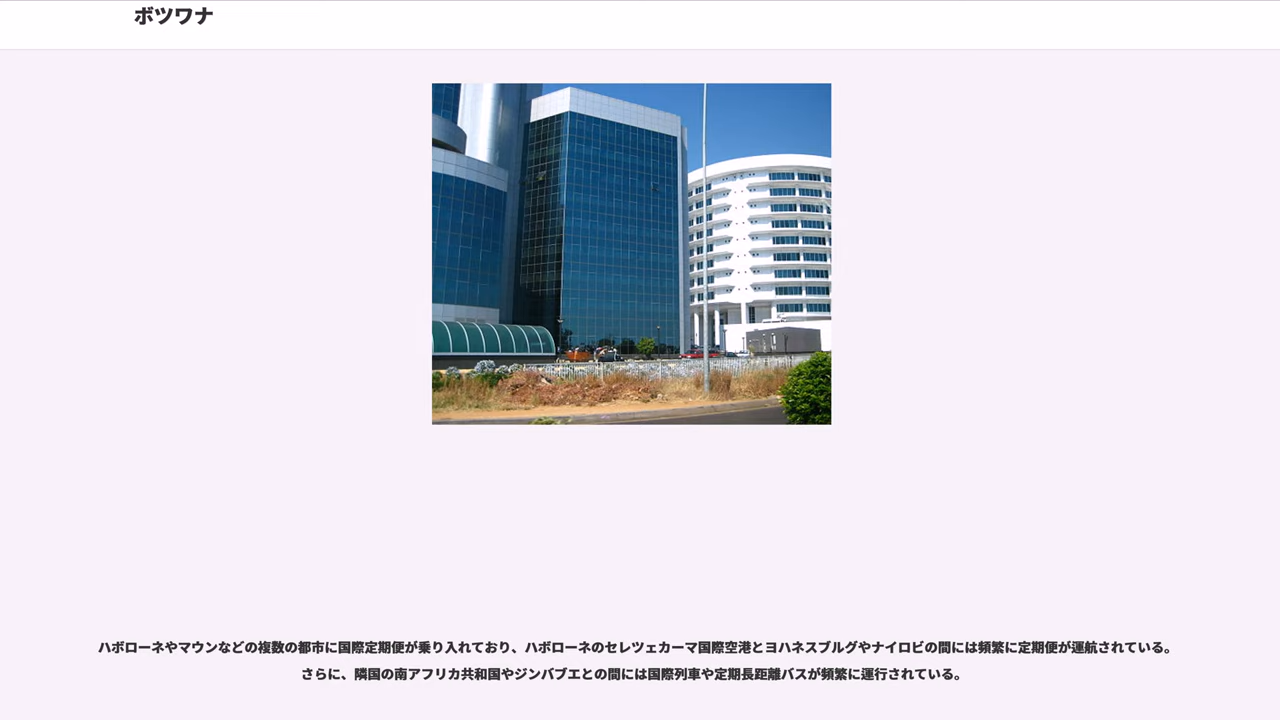 ボツワナ
ハボローネやマウンなどの複数の都市に国際定期便が乗り入れており、ハボローネのセレツェカーマ国際空港とヨハネスブルグやナイロビの間には頻繁に定期便が運航されている。
さらに、隣国の南アフリカ共和国やジンバブエとの間には国際列車や定期長距離バスが頻繁に運行されている。